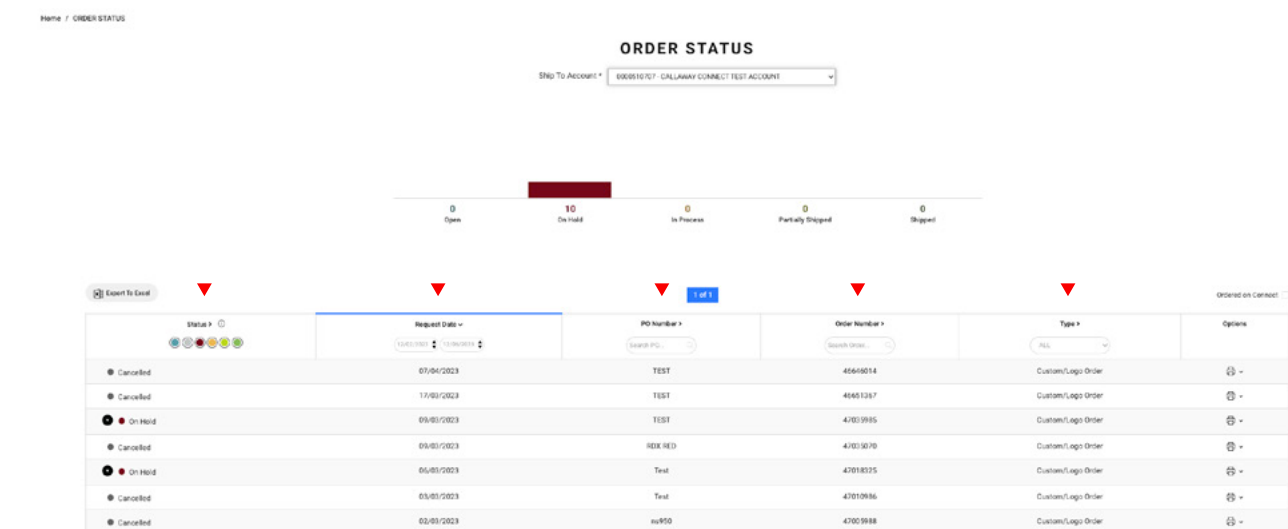 Home / ORDER STATUS
ORDER STATUS
Ship To Account * 0000510707 - CALLAWAY CONNECT TEST ACCOUNT
0 10 0 0 0
Open On Hold In Process Partially Shipped Shipped
Export To Excel 1 of 1 Ordered on Connect
Status Request Date PO Number Order Number Type Options
Search PO... Search Order... ALL
Cancelled 07/04/2023 TEST 46646014 Custom/Logo Order
Cancelled 17/03/2023 TEST 46651367 Custom/Logo Order
On Hold 09/03/2023 TEST 47035985 Custom/Logo Order
Cancelled 09/03/2023 RDX RED 47035070 Custom/Logo Order
On Hold 06/03/2023 Test 47018325 Custom/Logo Order
Cancelled 03/03/2023 Test 47010986 Custom/Logo Order
Cancelled 02/03/2023 ns950 47005988 Custom/Logo Order